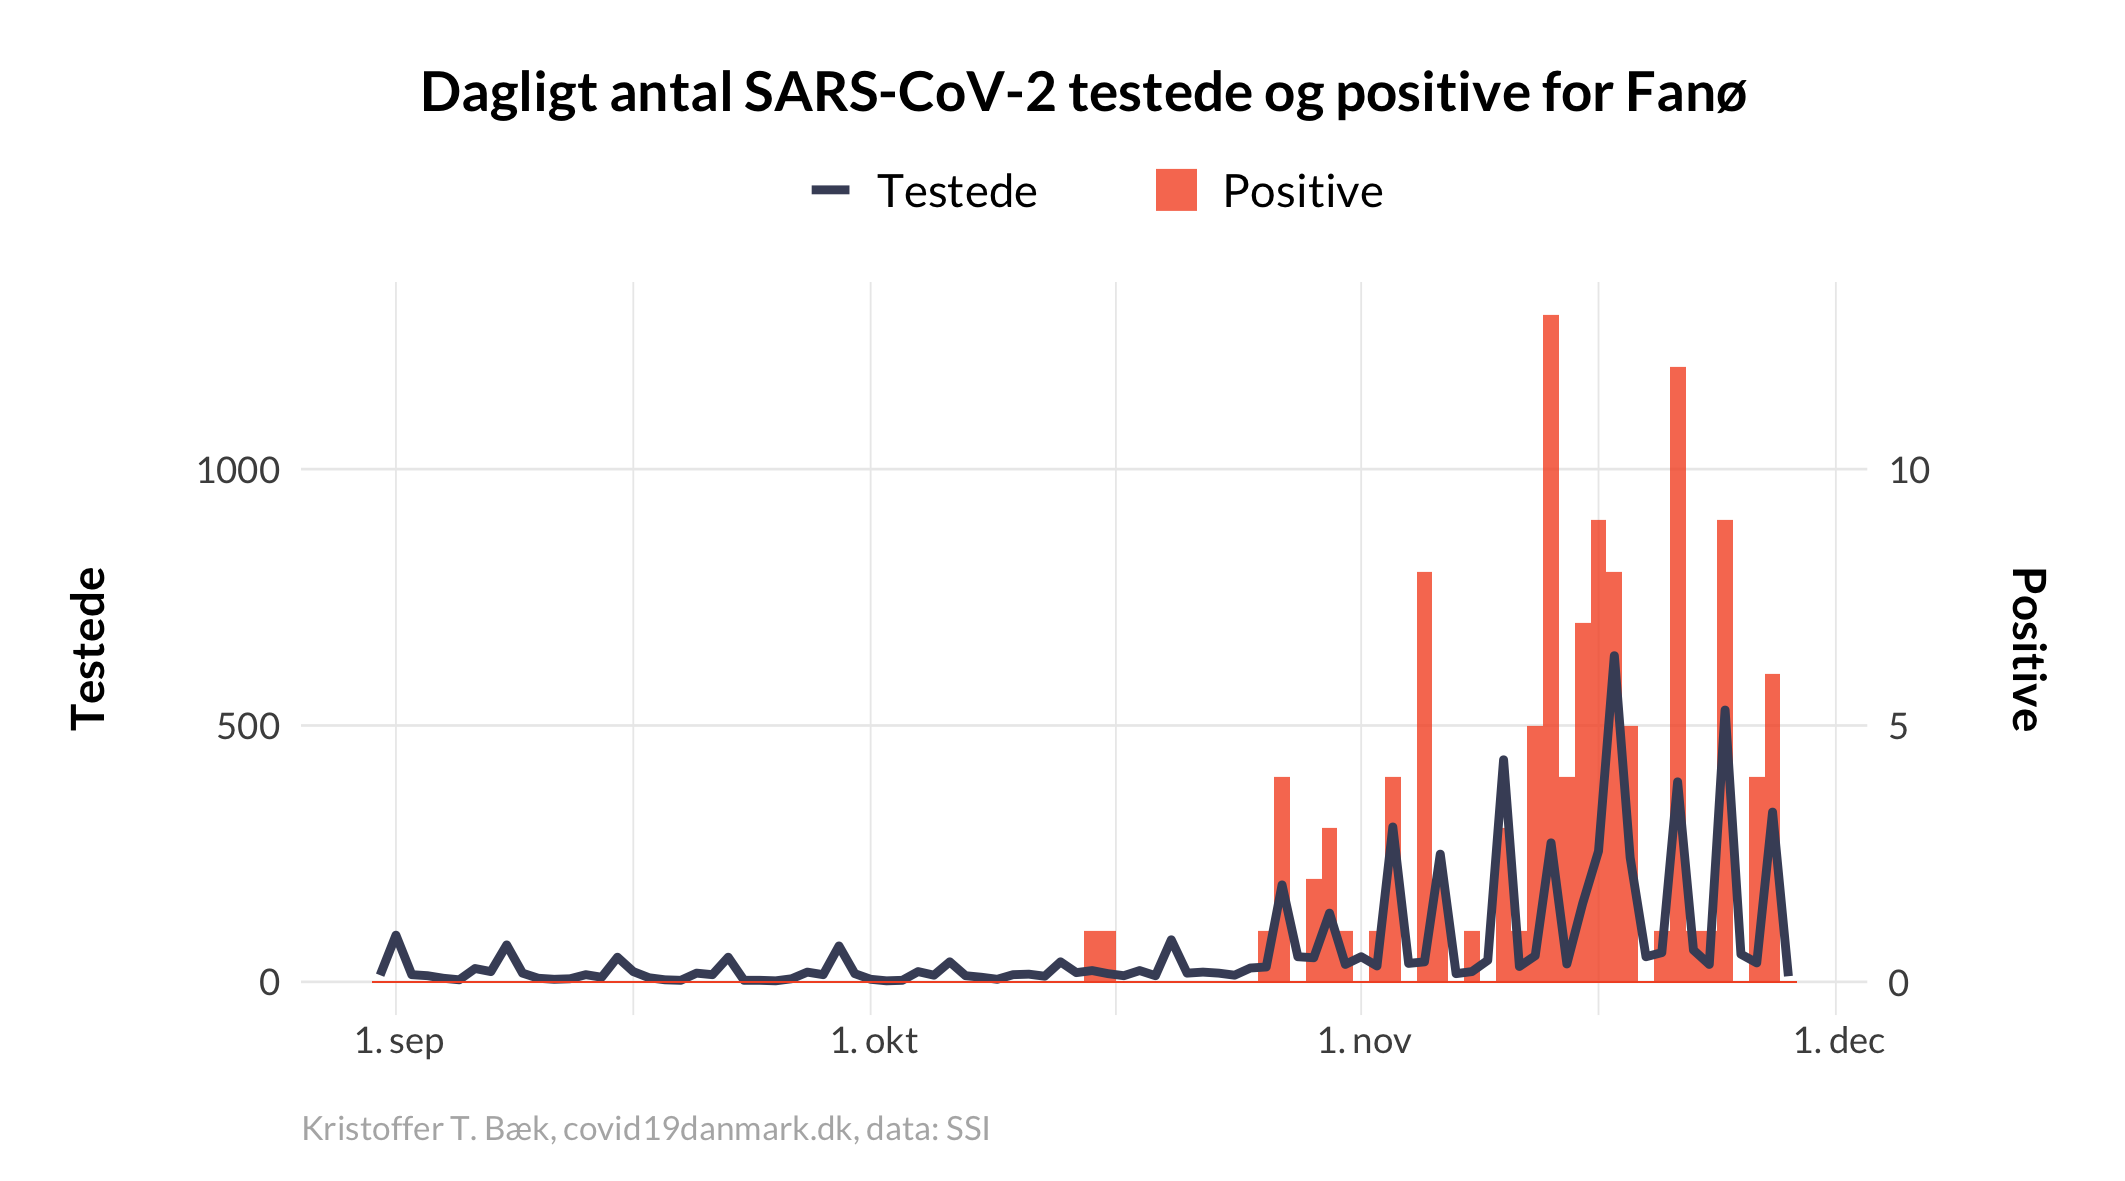 Dagligt antal SARS-CoV-2 testede og positive for Fanø
Testede
Positive
1000
500
0
Testede
10
5
0
Positive
1. sep
1. okt
1. nov
1. dec
Kristoffer T. Bæk, covid19danmark.dk, data: SSI